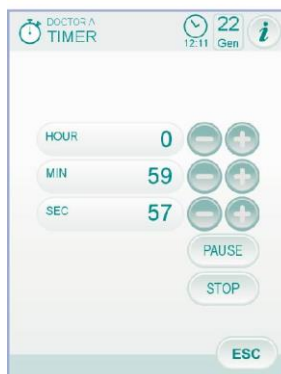 DOCTOR A
TIMER
12:11
22
Gen
i
HOUR 0
MIN 59
SEC 57
PAUSE
STOP
ESC